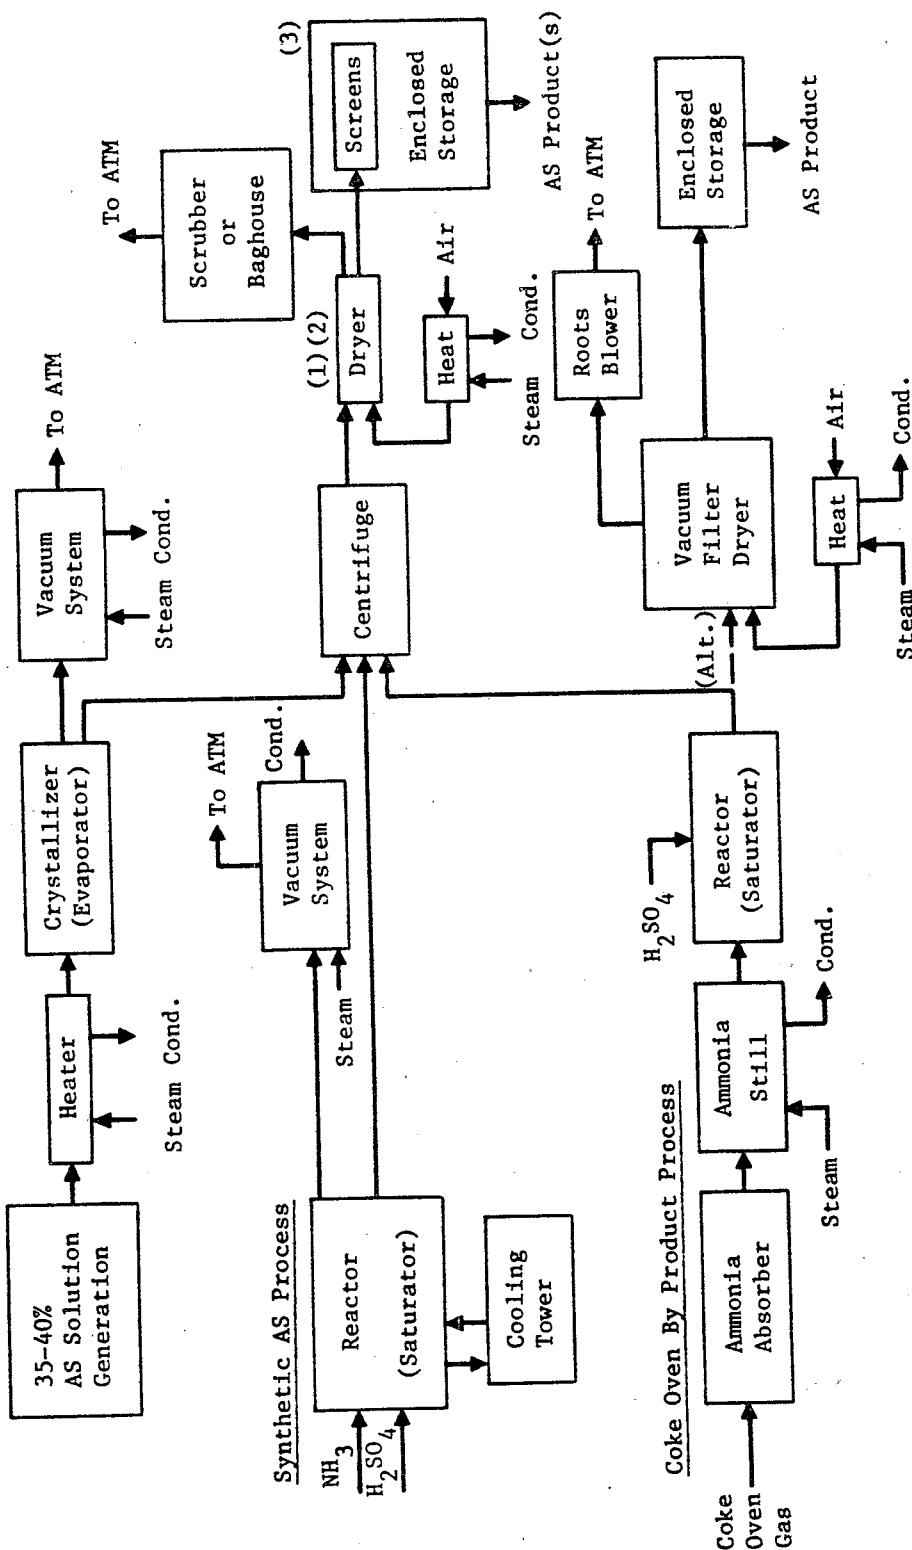 35-40%
AS Solution
Generation
Heater
Steam Cond.
Crystallizer
(Evaporator)
Vacuum
System
Steam Cond.
To ATM
Synthetic AS Process
NH3
H2SO4
Reactor
(Saturator)
Cooling
Tower
Steam
Vacuum
System
To ATM
Cond.
Centrifuge
(1)(2)
Dryer
Heat
Air
Steam
Cond.
Scrubber
or
Baghouse
To ATM
(3)
Screens
Enclosed
Storage
AS Product(s)
Coke Oven By Product Process
Coke
Oven
Gas
Ammonia
Absorber
Steam
Ammonia
Still
Cond.
H2SO4
Reactor
(Saturator)
(Alt.)
Vacuum
Filter
Dryer
Heat
Air
Steam
Cond.
Roots
Blower
To ATM
Enclosed
Storage
AS Product